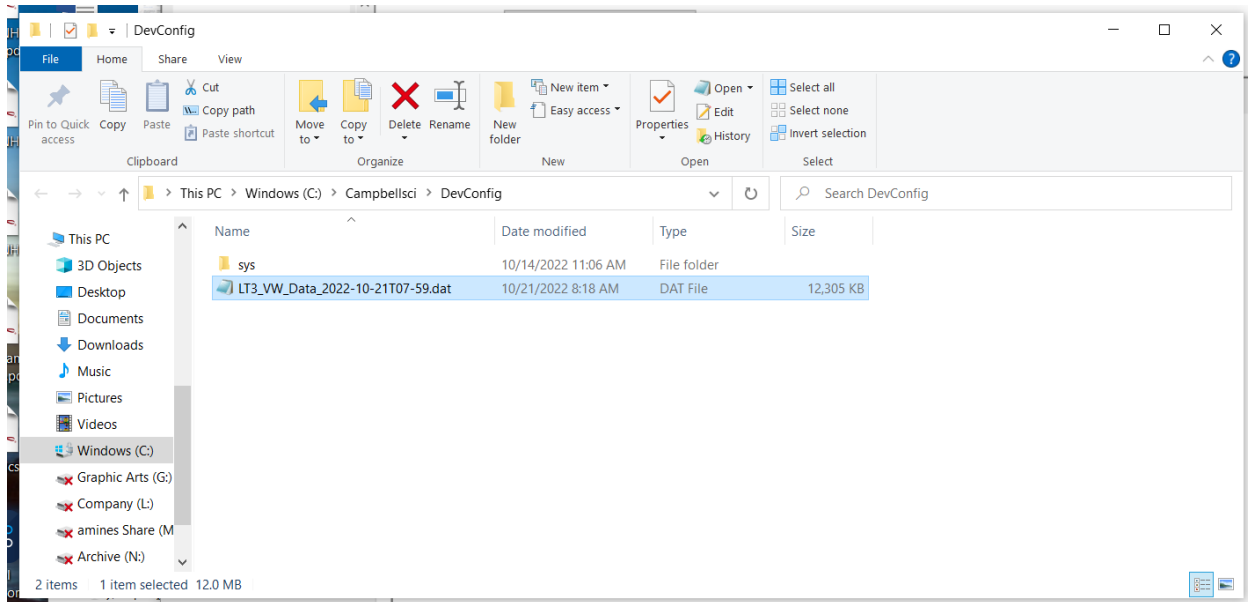 DevConfig
File Home Share View
Pin to Quick access
Copy
Paste
Cut
Copy path
Paste shortcut
Clipboard
Move to
Copy to
Delete
Rename
Organize
New folder
New item
Easy access
New
Properties
Open
Edit
History
Open
Select all
Select none
Invert selection
Select
This PC > Windows (C:) > Campbellsci > DevConfig
Search DevConfig
Name Date modified Type Size
sys 10/14/2022 11:06 AM File folder
LT3_VW_Data_2022-10-21T07-59.dat 10/21/2022 8:18 AM DAT File 12,305 KB
This PC
3D Objects
Desktop
Documents
Downloads
Music
Pictures
Videos
Windows (C:)
Graphic Arts (G:)
Company (L:)
amines Share (M
Archive (N:)
2 items 1 item selected 12.0 MB